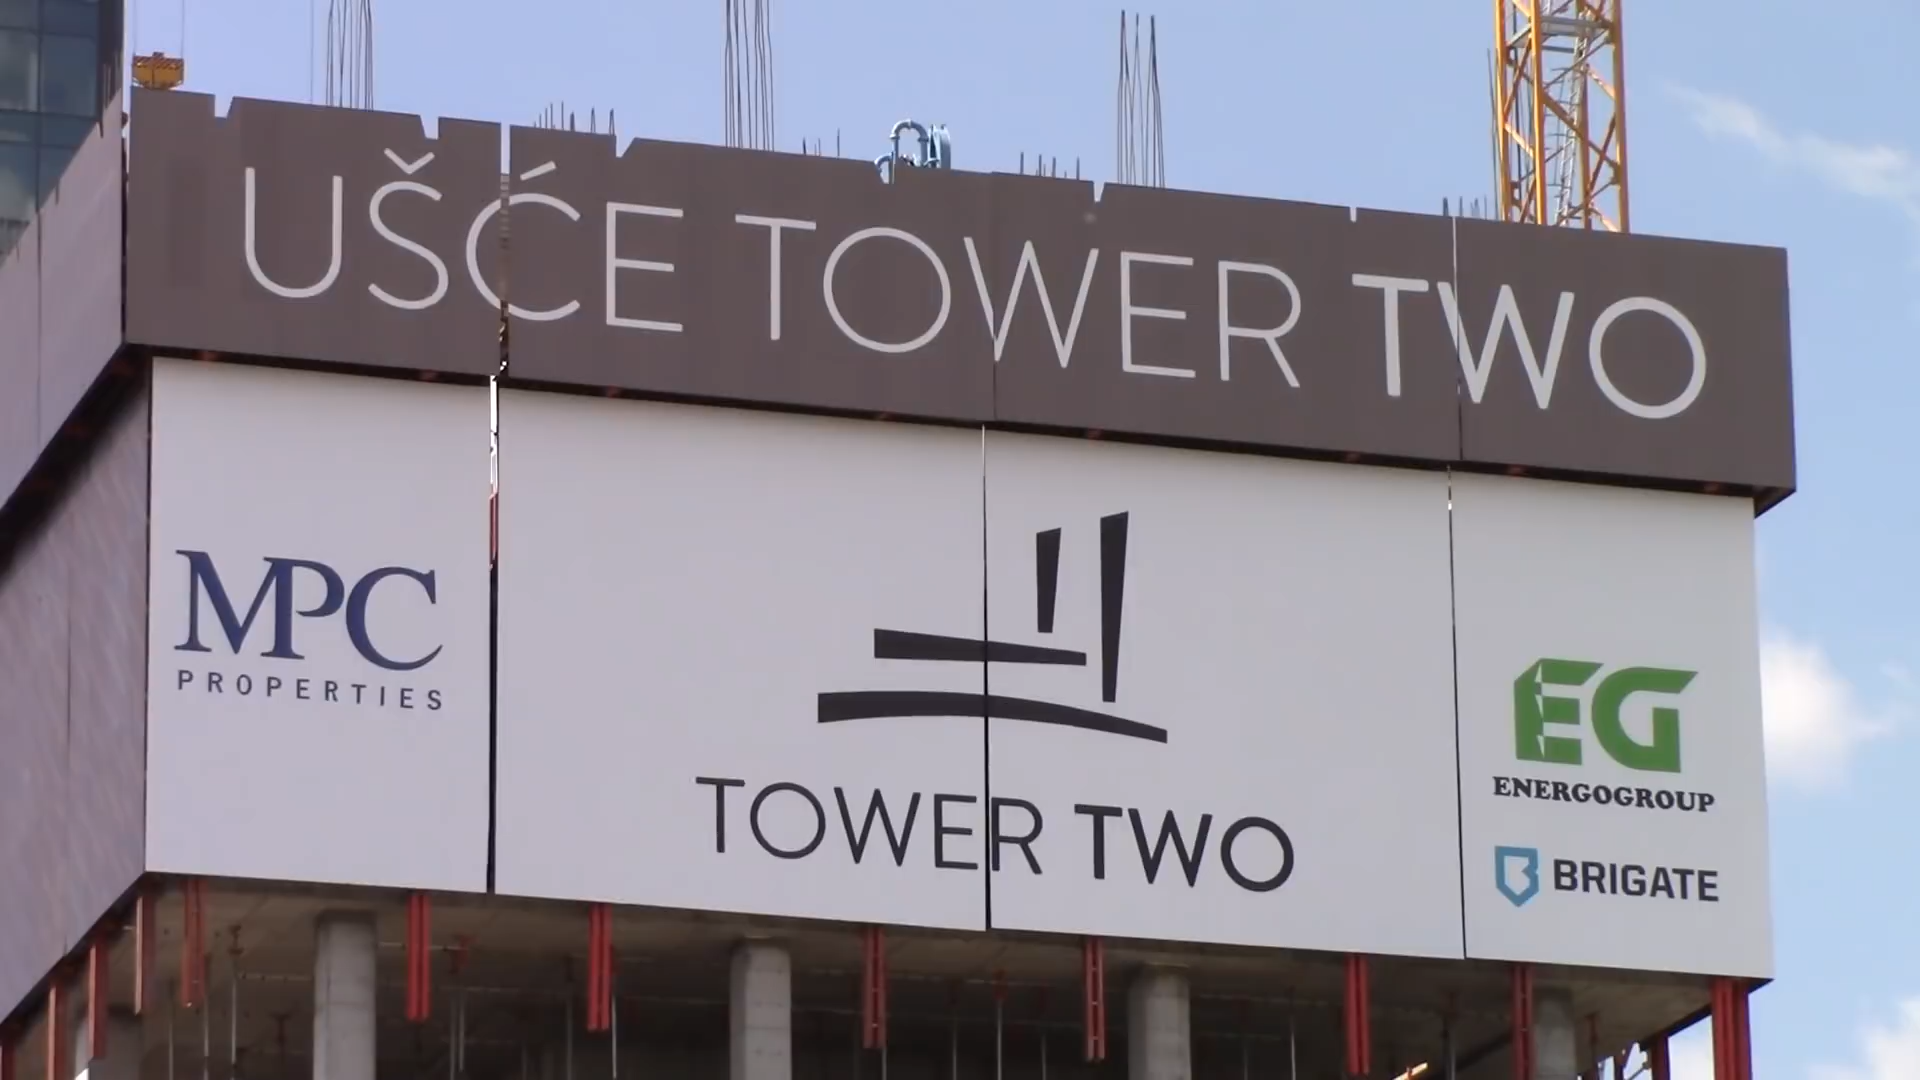 UŠĆE TOWER TWO
MPC
PROPERTIES
TOWER TWO
EG
ENERGOGROUP
BRIGATE